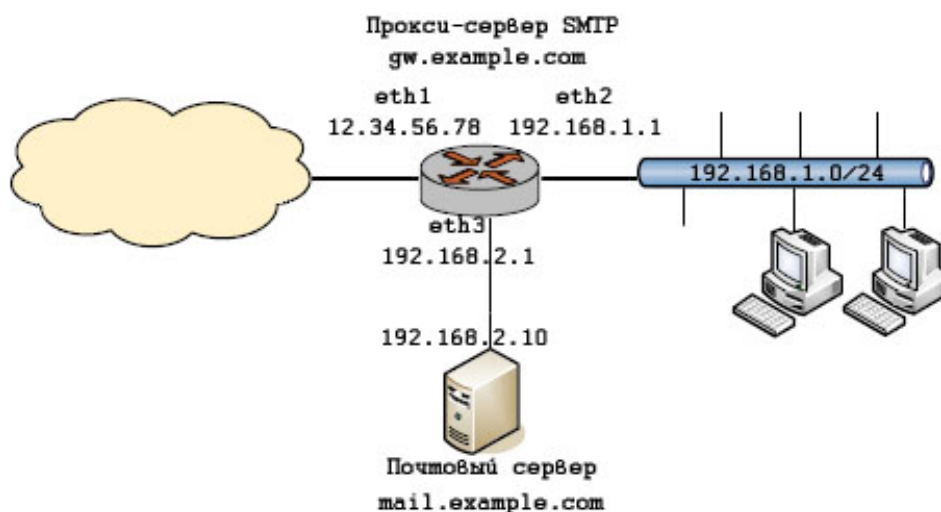 Прокси-сервер SMTP
gw.example.com
eth1
eth2
12.34.56.78
192.168.1.1
192.168.1.0/24
eth3
192.168.2.1
192.168.2.10
Почтовый сервер
mail.example.com